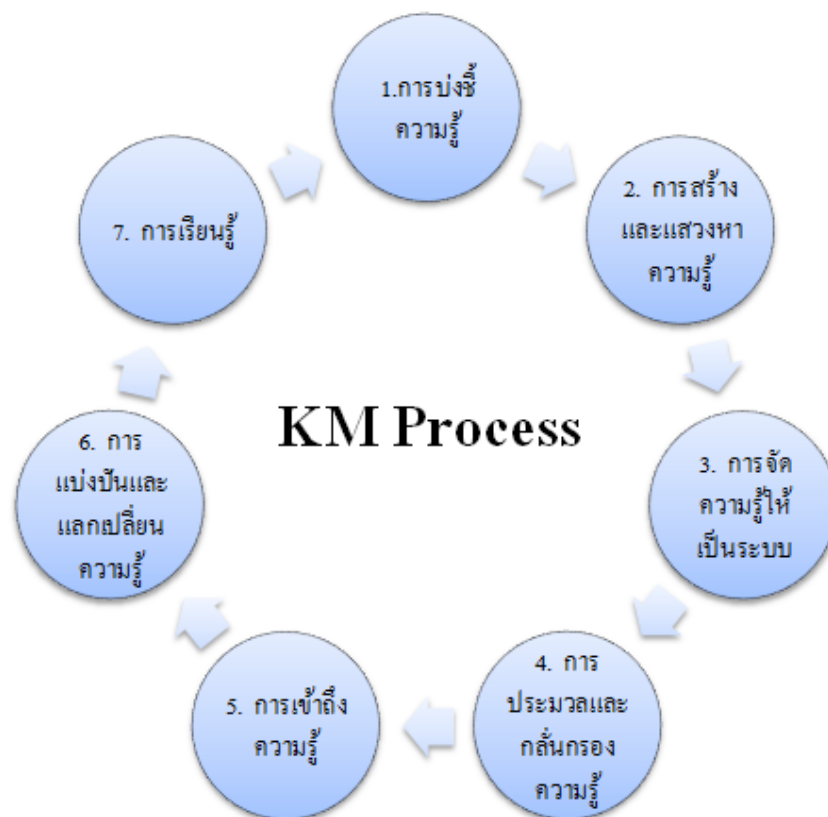 1.การบ่งชี้
ความรู้
2. การสร้าง
และแสวงหา
ความรู้
3. การจัด
ความรู้ให้
เป็นระบบ
4. การ
ประมวลและ
กลั่นกรอง
ความรู้
5. การเข้าถึง
ความรู้
6. การ
แบ่งปันและ
แลกเปลี่ยน
ความรู้
7. การเรียนรู้
KM Process